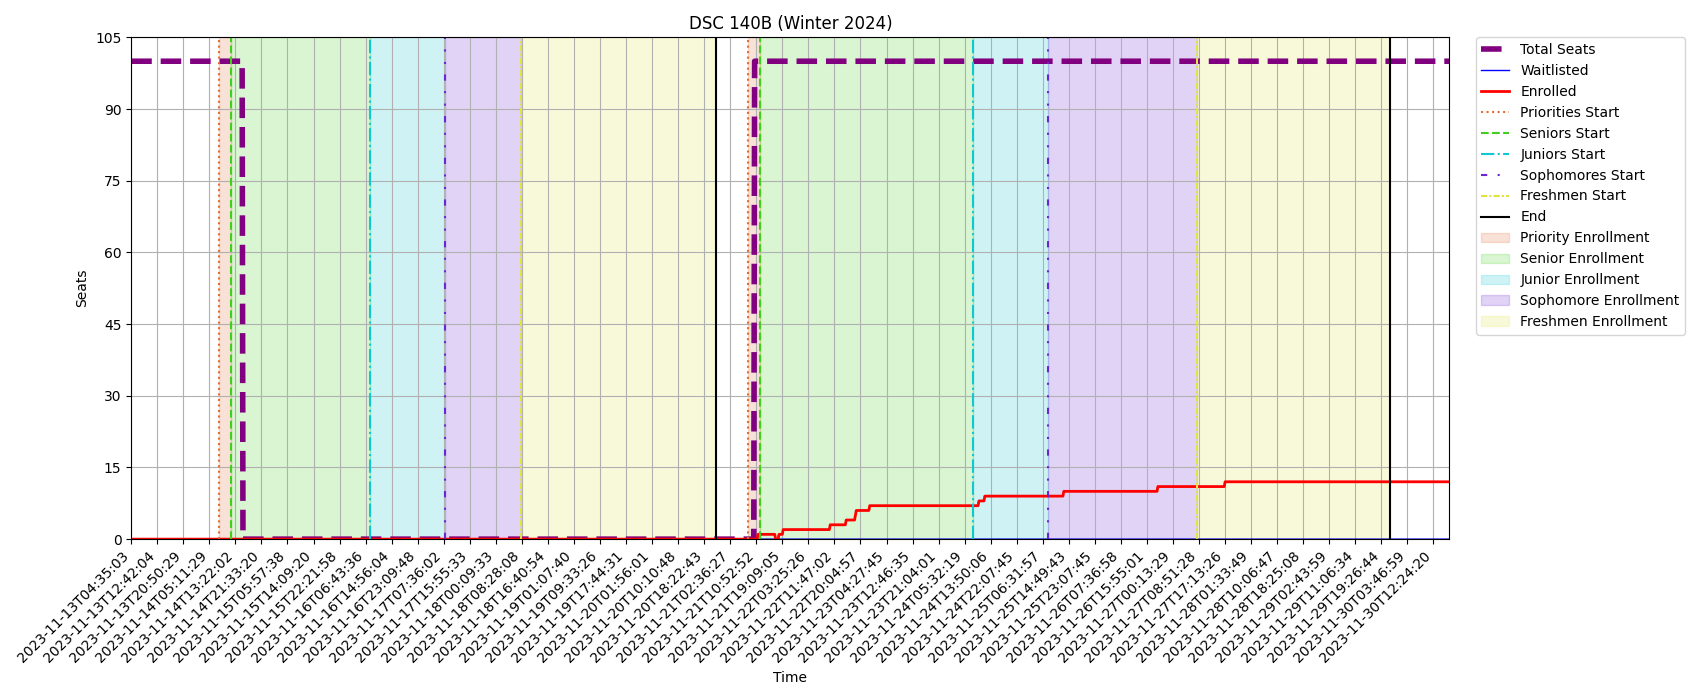 DSC 140B (Winter 2024)
105
90
75
60
45
30
15
0
Seats
2023-11-13T04:35:03
2023-11-13T12:42:04
2023-11-13T20:50:29
2023-11-14T05:11:29
2023-11-14T13:22:02
2023-11-14T21:33:20
2023-11-15T05:57:38
2023-11-15T14:09:20
2023-11-15T22:21:58
2023-11-16T06:43:36
2023-11-16T14:56:04
2023-11-16T23:09:48
2023-11-17T07:36:02
2023-11-17T15:55:33
2023-11-18T00:09:33
2023-11-18T08:28:08
2023-11-18T16:40:54
2023-11-19T01:07:40
2023-11-19T09:33:26
2023-11-19T17:44:31
2023-11-20T01:56:01
2023-11-20T10:10:48
2023-11-20T18:22:43
2023-11-21T02:36:27
2023-11-21T10:52:52
2023-11-21T19:09:05
2023-11-22T03:25:26
2023-11-22T11:47:02
2023-11-22T20:04:57
2023-11-23T04:27:45
2023-11-23T12:46:35
2023-11-23T21:04:01
2023-11-24T05:32:19
2023-11-24T13:50:06
2023-11-24T22:07:45
2023-11-25T06:31:57
2023-11-25T14:49:43
2023-11-25T23:07:45
2023-11-26T07:36:58
2023-11-26T15:55:01
2023-11-27T00:13:29
2023-11-27T08:51:28
2023-11-27T17:13:26
2023-11-28T01:33:49
2023-11-28T10:06:47
2023-11-28T18:25:08
2023-11-29T02:43:59
2023-11-29T11:06:34
2023-11-29T19:26:44
2023-11-30T03:46:59
2023-11-30T12:24:20
Time
Total Seats
Waitlisted
Enrolled
Priorities Start
Seniors Start
Juniors Start
Sophomores Start
Freshmen Start
End
Priority Enrollment
Senior Enrollment
Junior Enrollment
Sophomore Enrollment
Freshmen Enrollment